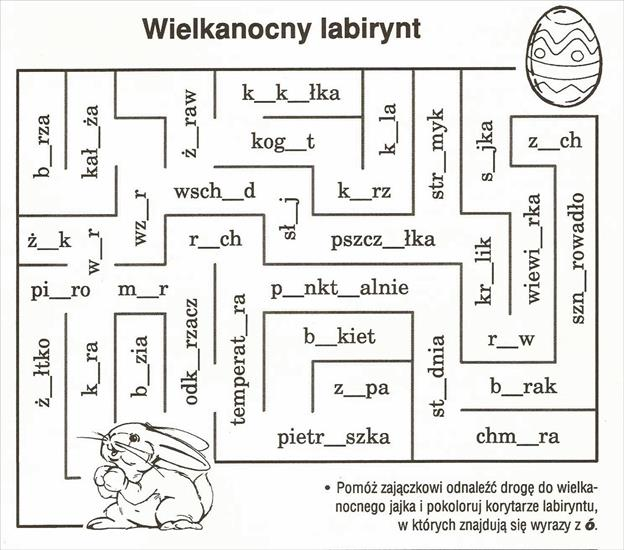 Wielkanocny labirynt
b__rza
kał__ża
ż__raw
k__k__łka
kog__t
k__la
str__myk
s__jka
z__ch
wsch__d
k__rz
wz__r
sł__j
ż__k
w__r
r__ch
pszcz__łka
kr__lik
wiewi__rka
szn__rowadło
pi__ro
m__r
p__nkt__alnie
ż__łtko
k__ra
b__zia
odk__rzacz
temperat__ra
b__kiet
r__w
z__pa
st__dnia
b__rak
pietr__szka
chm__ra
• Pomóż zajączkowi odnaleźć drogę do wielka-
nocnego jajka i pokoloruj korytarze labiryntu,
w których znajdują się wyrazy z ó.